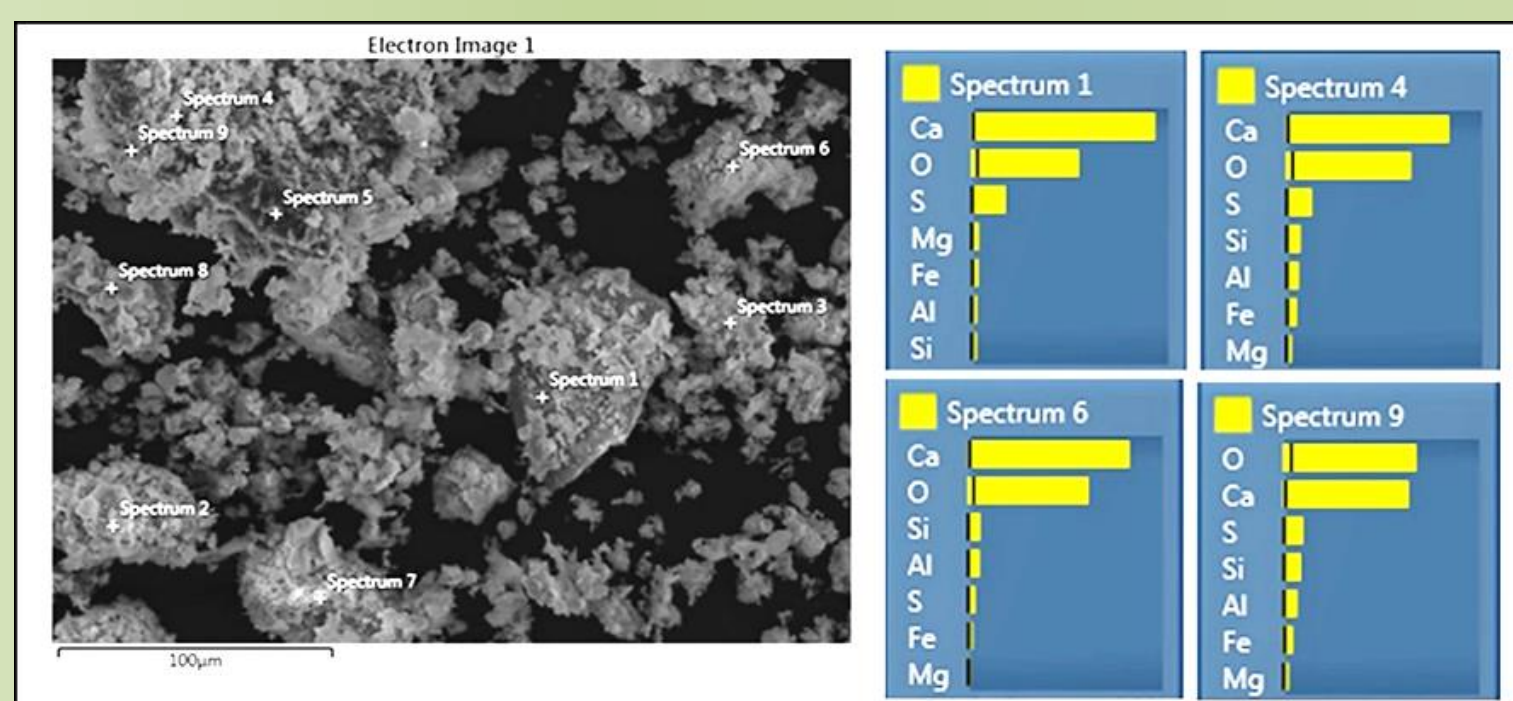 Electron Image 1
Spectrum 4
Spectrum 9
Spectrum 6
Spectrum 5
Spectrum 8
Spectrum 3
Spectrum 1
Spectrum 2
Spectrum 7
100µm
Spectrum 1
Ca
O
S
Mg
Fe
Al
Si
Spectrum 4
Ca
O
S
Si
Al
Fe
Mg
Spectrum 6
Ca
O
Si
Al
S
Fe
Mg
Spectrum 9
O
Ca
S
Si
Al
Fe
Mg